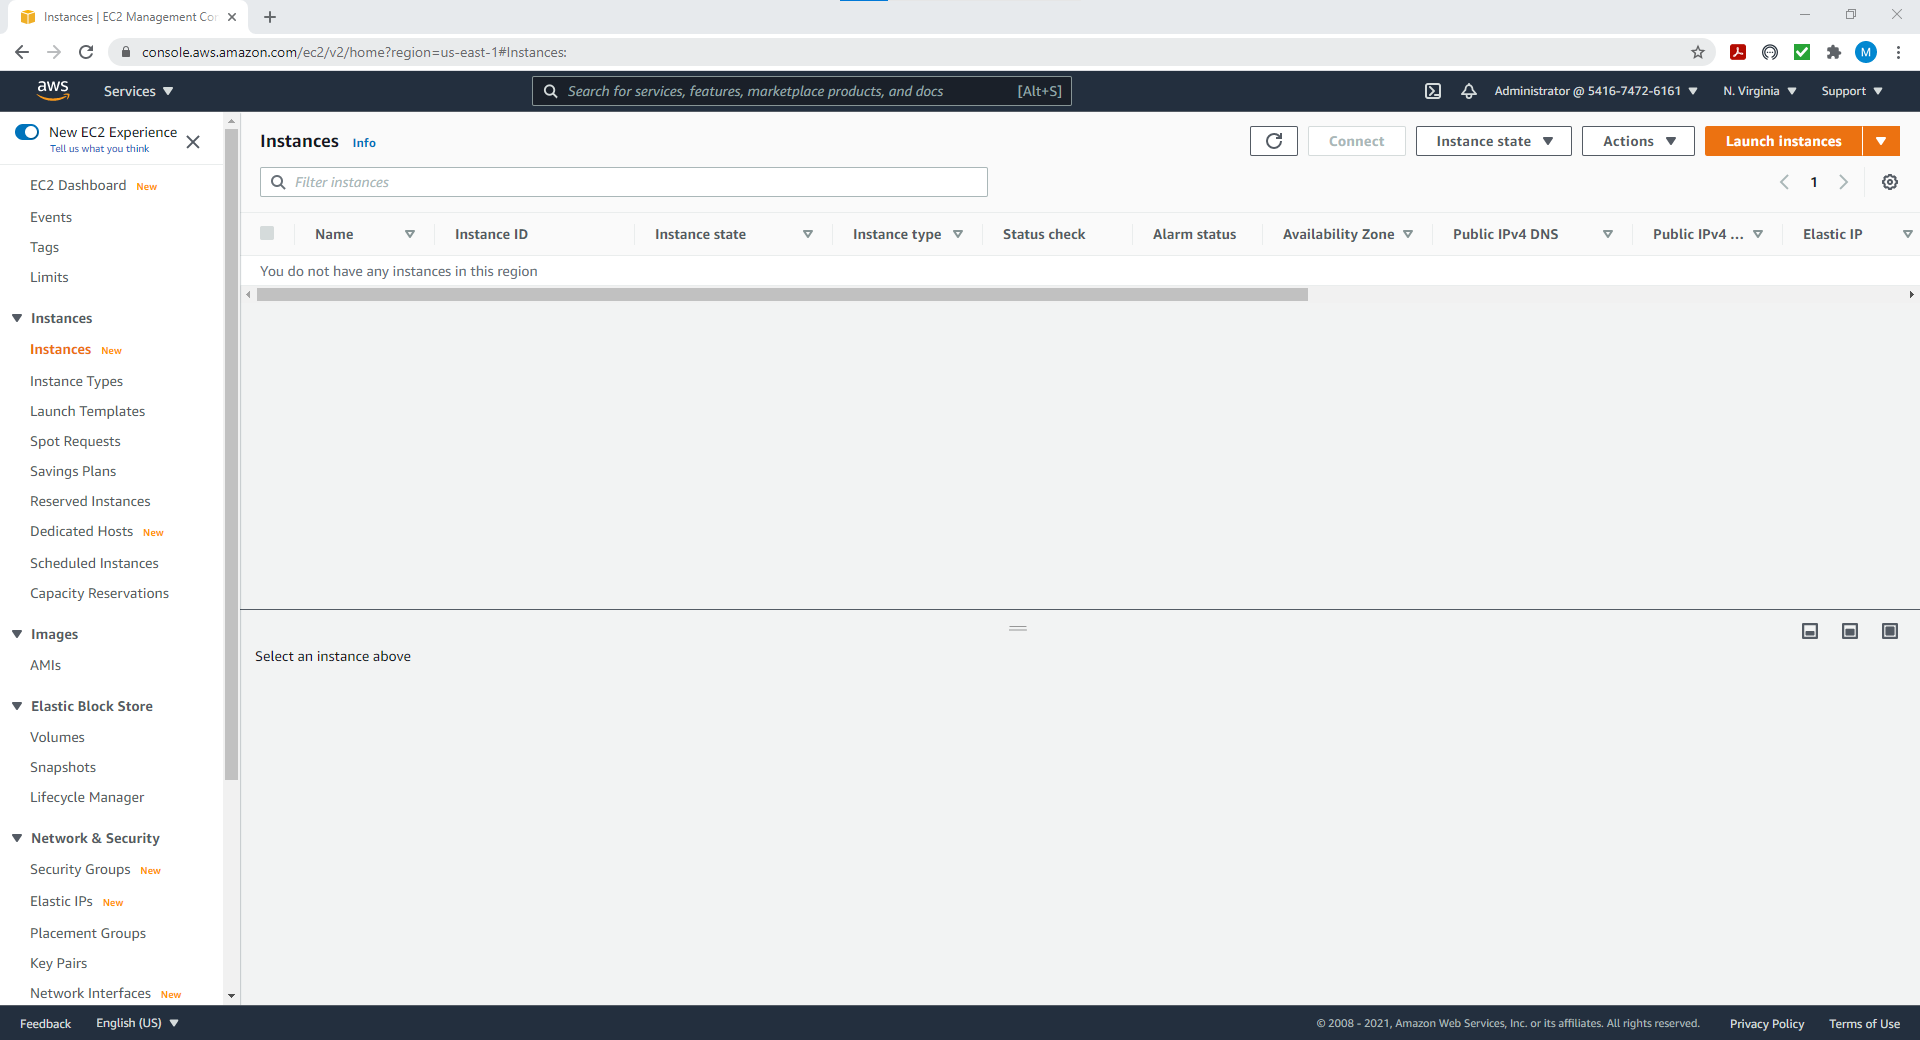 Instances | EC2 Management Cor
console.aws.amazon.com/ec2/v2/home?region=us-east-1#Instances:
M
aws
Services
Search for services, features, marketplace products, and docs [Alt+S]
Administrator @ 5416-7472-6161
N. Virginia
Support
New EC2 Experience
Tell us what you think
EC2 Dashboard New
Events
Tags
Limits
Instances
Instances New
Instance Types
Launch Templates
Spot Requests
Savings Plans
Reserved Instances
Dedicated Hosts New
Scheduled Instances
Capacity Reservations
Images
AMIs
Elastic Block Store
Volumes
Snapshots
Lifecycle Manager
Network & Security
Security Groups New
Elastic IPs New
Placement Groups
Key Pairs
Network Interfaces New
Instances Info
Connect
Instance state
Actions
Launch instances
Filter instances
1
Name Instance ID Instance state Instance type Status check Alarm status Availability Zone Public IPv4 DNS Public IPv4 ... Elastic IP
You do not have any instances in this region
Select an instance above
Feedback English (US)
© 2008 - 2021, Amazon Web Services, Inc. or its affiliates. All rights reserved. Privacy Policy Terms of Use